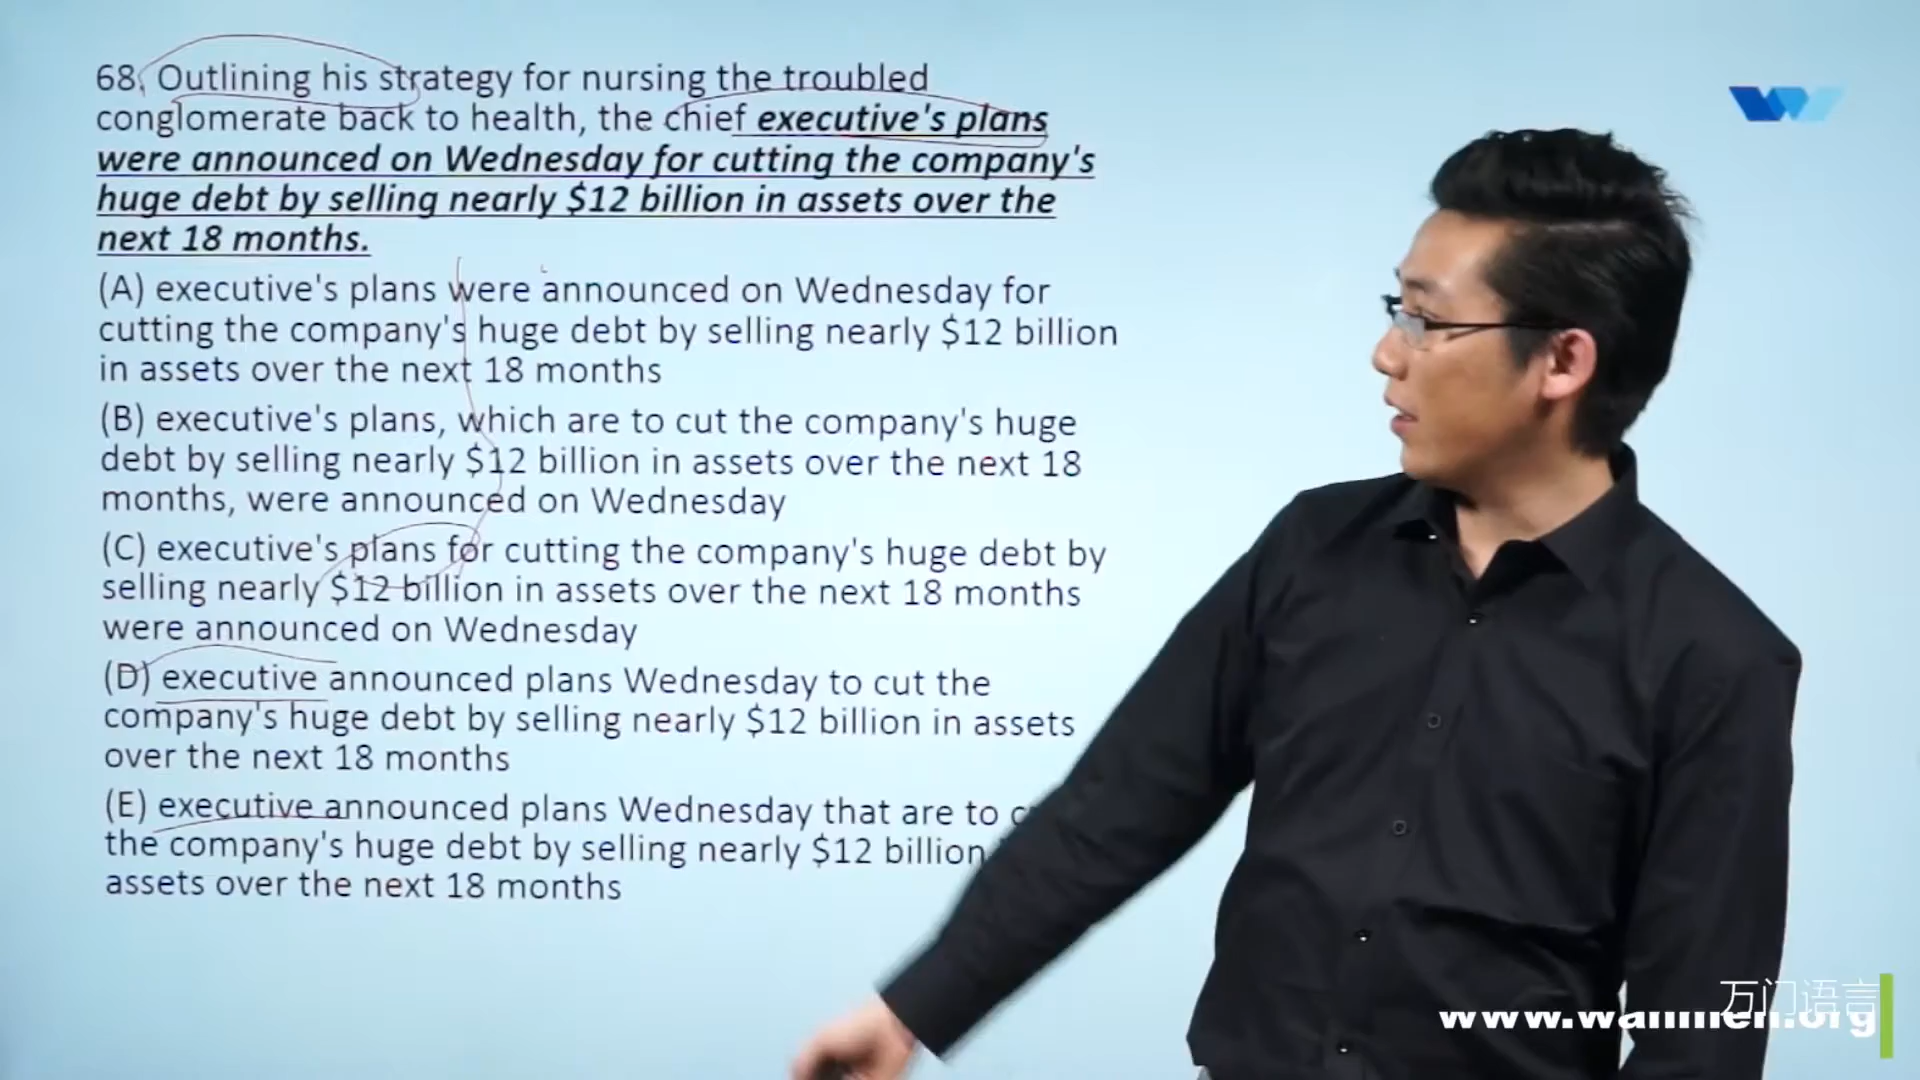 68. Outlining his strategy for nursing the troubled
conglomerate back to health, the chief executive's plans
were announced on Wednesday for cutting the company's
huge debt by selling nearly $12 billion in assets over the
next 18 months.
(A) executive's plans were announced on Wednesday for
cutting the company's huge debt by selling nearly $12 billion
in assets over the next 18 months
(B) executive's plans, which are to cut the company's huge
debt by selling nearly $12 billion in assets over the next 18
months, were announced on Wednesday
(C) executive's plans for cutting the company's huge debt by
selling nearly $12 billion in assets over the next 18 months
were announced on Wednesday
(D) executive announced plans Wednesday to cut the
company's huge debt by selling nearly $12 billion in assets
over the next 18 months
(E) executive announced plans Wednesday that are to
the company's huge debt by selling nearly $12 billion
assets over the next 18 months
万门语言
www.wanmen.org